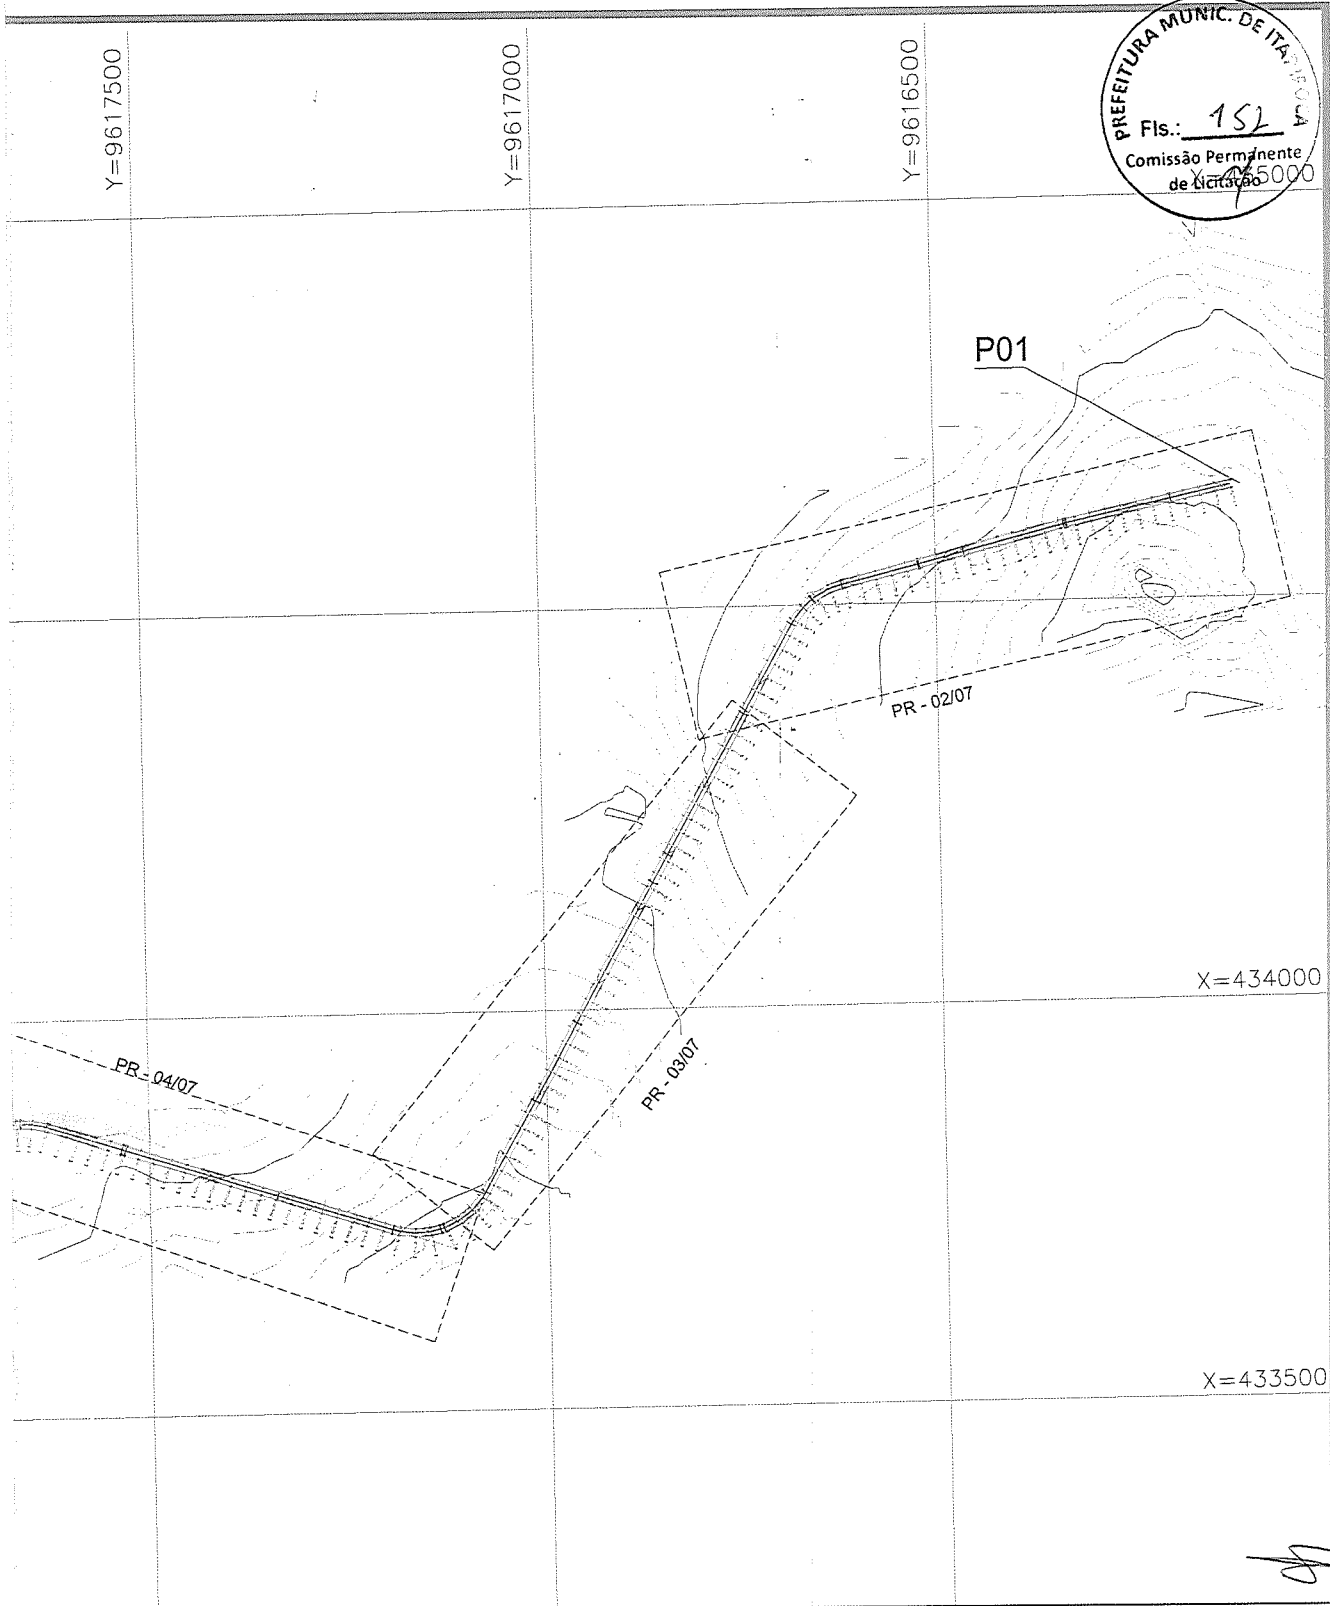 Y=9617500
Y=9617000
Y=9616500
PREFEITURA MUNIC. DE
Fls.: 152
Comissão Permanente
de Licitação
P01
PR - 02/07
X=434000
PR - 03/07
PR - 04/07
X=433500